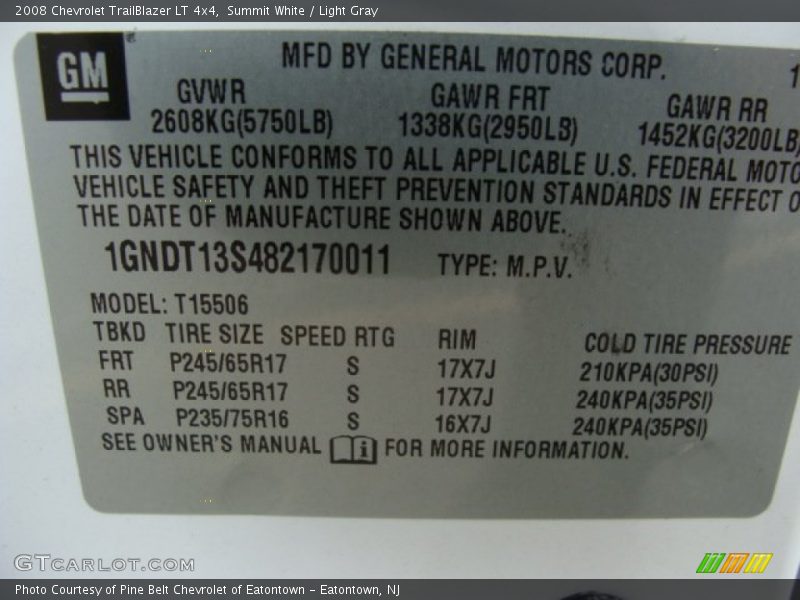 2008 Chevrolet TrailBlazer LT 4x4, Summit White / Light Gray
GM
MFD BY GENERAL MOTORS CORP.
GVWR GAWR FRT GAWR RR
2608KG(5750LB) 1338KG(2950LB) 1452KG(3200LB)
THIS VEHICLE CONFORMS TO ALL APPLICABLE U.S. FEDERAL MOTO
VEHICLE SAFETY AND THEFT PREVENTION STANDARDS IN EFFECT O
THE DATE OF MANUFACTURE SHOWN ABOVE.
1GNDT13S482170011 TYPE: M.P.V.
MODEL: T15506
TBKD TIRE SIZE SPEED RTG RIM COLD TIRE PRESSURE
FRT P245/65R17 S 17X7J 210KPA(30PSI)
RR P245/65R17 S 17X7J 240KPA(35PSI)
SPA P235/75R16 S 16X7J 240KPA(35PSI)
SEE OWNER'S MANUAL i FOR MORE INFORMATION.
GTCARLOT.COM
Photo Courtesy of Pine Belt Chevrolet of Eatontown - Eatontown, NJ